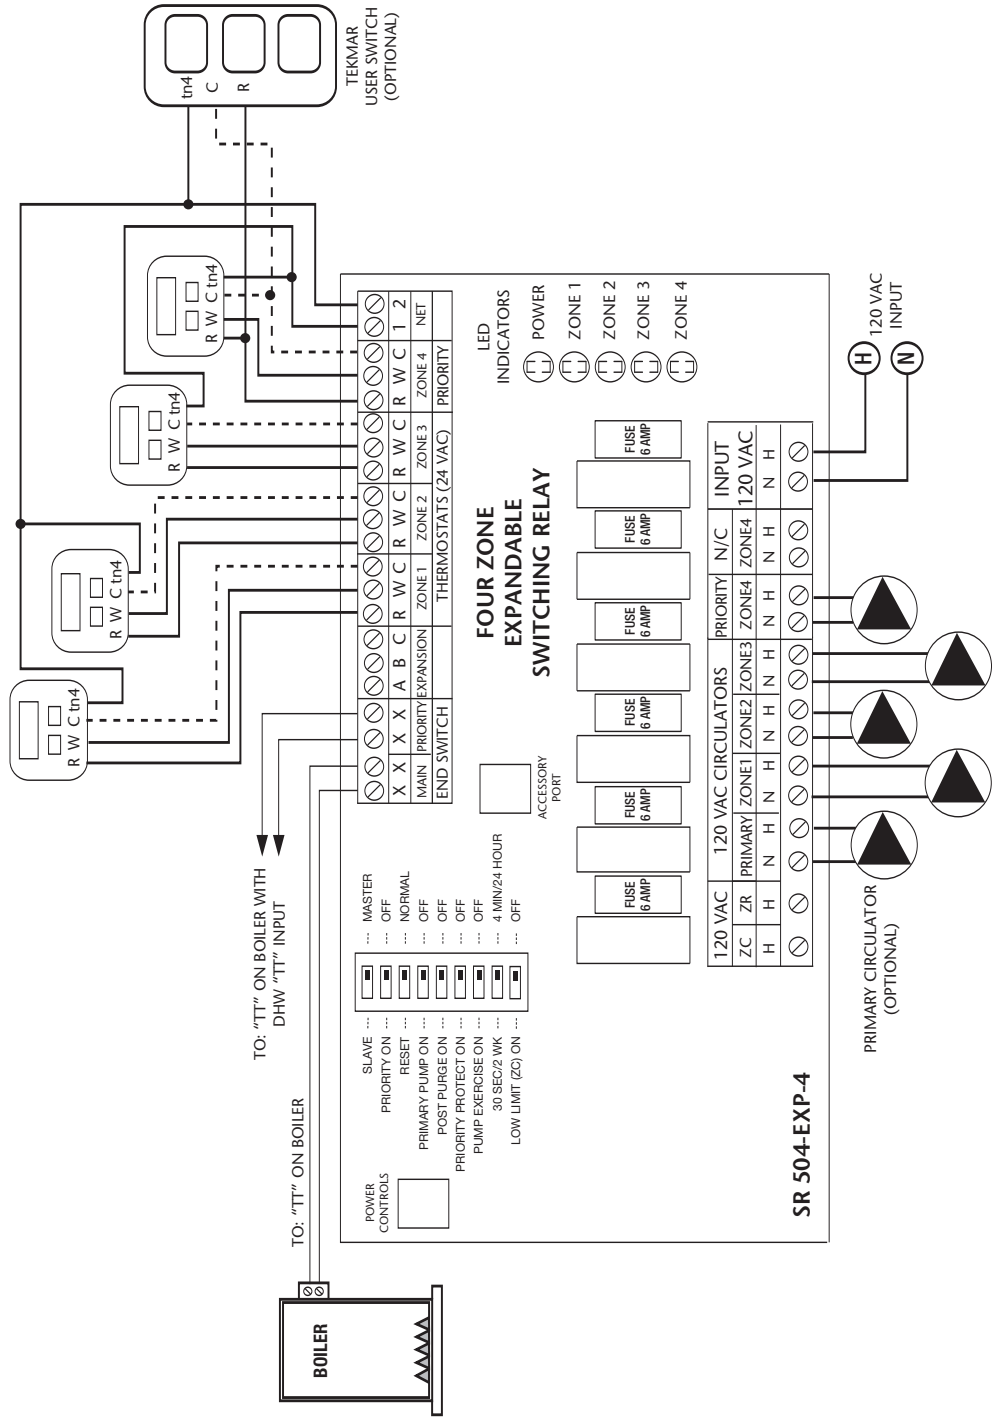 BOILER
TO: “TT” ON BOILER
TO: “TT” ON BOILER WITH
DHW “TT” INPUT
R W C tn4
R W C tn4
R W C tn4
R W C tn4
tn4
C
R
TEKMAR
USER SWITCH
(OPTIONAL)
X X X X A B C R W C R W C R W C R W C 1 2
MAIN PRIORITY EXPANSION ZONE 1 ZONE 2 ZONE 3 ZONE 4 NET
END SWITCH THERMOSTATS (24 VAC) PRIORITY
POWER
CONTROLS
SLAVE --- --- MASTER
PRIORITY ON --- --- OFF
RESET --- --- NORMAL
PRIMARY PUMP ON --- --- OFF
POST PURGE ON --- --- OFF
PRIORITY PROTECT ON --- --- OFF
PUMP EXERCISE ON --- --- OFF
30 SEC/2 WK --- --- 4 MIN/24 HOUR
LOW LIMIT (ZC) ON --- --- OFF
ACCESSORY
PORT
FOUR ZONE
EXPANDABLE
SWITCHING RELAY
LED
INDICATORS
POWER
ZONE 1
ZONE 2
ZONE 3
ZONE 4
FUSE
6 AMP
FUSE
6 AMP
FUSE
6 AMP
FUSE
6 AMP
FUSE
6 AMP
FUSE
6 AMP
120 VAC 120 VAC CIRCULATORS PRIORITY N/C INPUT
120 VAC
ZC ZR PRIMARY ZONE1 ZONE2 ZONE3 ZONE4 ZONE4
H H N H N H N H N H N H N H N H
SR 504-EXP-4
PRIMARY CIRCULATOR
(OPTIONAL)
H
N
120 VAC
INPUT